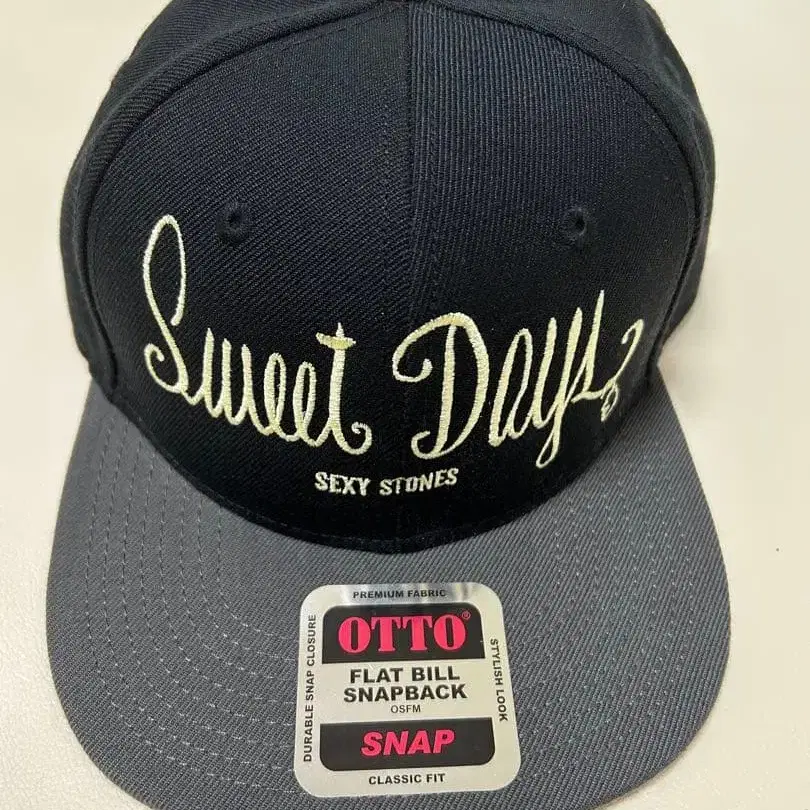 Sweet Days
SEXY STONES
PREMIUM FABRIC
DURABLE SNAP CLOSURE
OTTO®
FLAT BILL
SNAPBACK
OSFM
STYLISH LOOK
SNAP
CLASSIC FIT